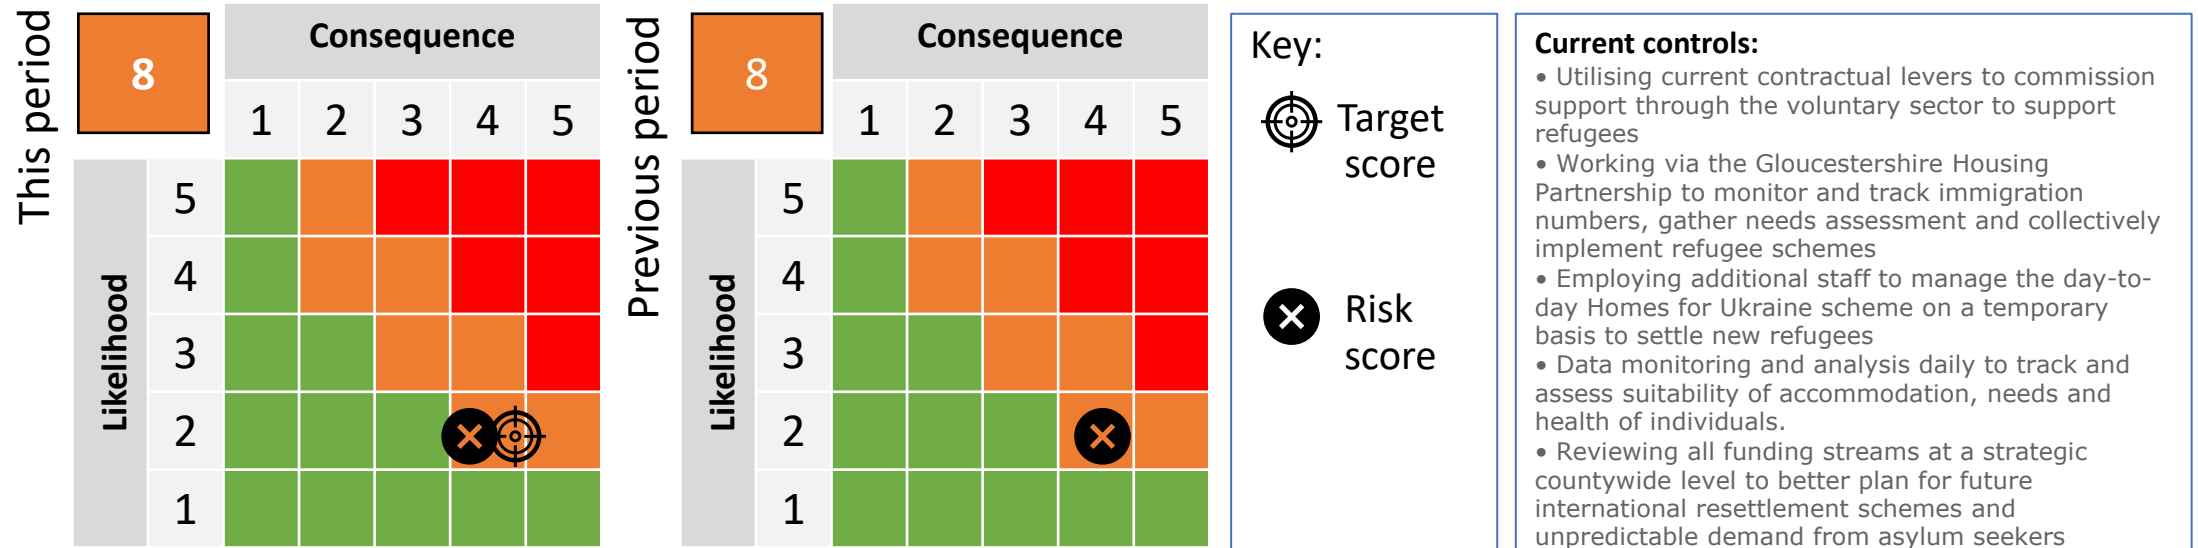 This period
8
Consequence
1 2 3 4 5
Likelihood
5
4
3
2
1
Previous period
8
Consequence
1 2 3 4 5
Likelihood
5
4
3
2
1
Key:
Target
score
Risk
score
Current controls:
• Utilising current contractual levers to commission
support through the voluntary sector to support
refugees
• Working via the Gloucestershire Housing
Partnership to monitor and track immigration
numbers, gather needs assessment and collectively
implement refugee schemes
• Employing additional staff to manage the day-to-
day Homes for Ukraine scheme on a temporary
basis to settle new refugees
• Data monitoring and analysis daily to track and
assess suitability of accommodation, needs and
health of individuals.
• Reviewing all funding streams at a strategic
countywide level to better plan for future
international resettlement schemes and
unpredictable demand from asylum seekers